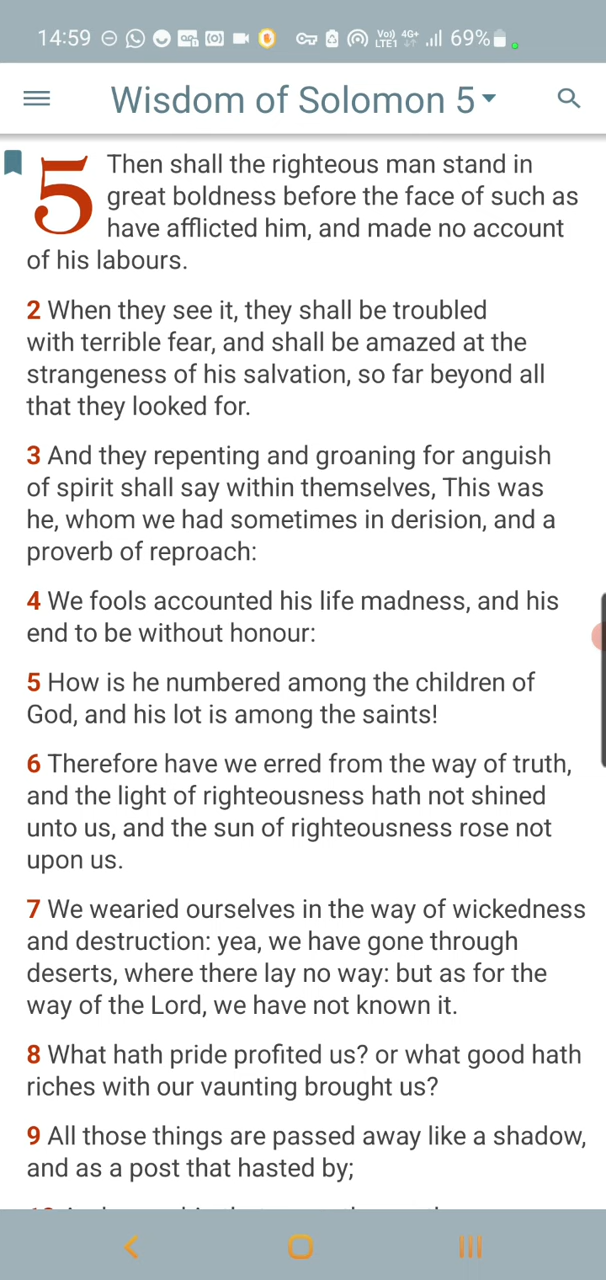 14:59
Vo)) LTE1 4G+ 69%
Wisdom of Solomon 5
5 Then shall the righteous man stand in
great boldness before the face of such as
have afflicted him, and made no account
of his labours.
2 When they see it, they shall be troubled
with terrible fear, and shall be amazed at the
strangeness of his salvation, so far beyond all
that they looked for.
3 And they repenting and groaning for anguish
of spirit shall say within themselves, This was
he, whom we had sometimes in derision, and a
proverb of reproach:
4 We fools accounted his life madness, and his
end to be without honour:
5 How is he numbered among the children of
God, and his lot is among the saints!
6 Therefore have we erred from the way of truth,
and the light of righteousness hath not shined
unto us, and the sun of righteousness rose not
upon us.
7 We wearied ourselves in the way of wickedness
and destruction: yea, we have gone through
deserts, where there lay no way: but as for the
way of the Lord, we have not known it.
8 What hath pride profited us? or what good hath
riches with our vaunting brought us?
9 All those things are passed away like a shadow,
and as a post that hasted by;